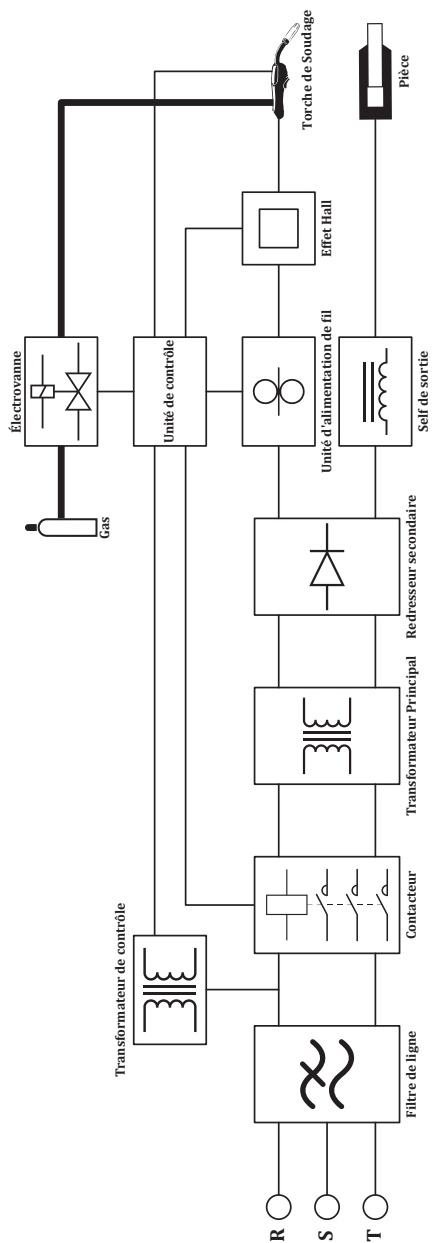 Gas
Électrovanne
Transformateur de contrôle
Unité de contrôle
Torche de Soudage
Effet Hall
Unité d'alimentation de fil
Pièce
Self de sortie
Redresseur secondaire
Transformateur Principal
Contacteur
Filtre de ligne
R
S
T